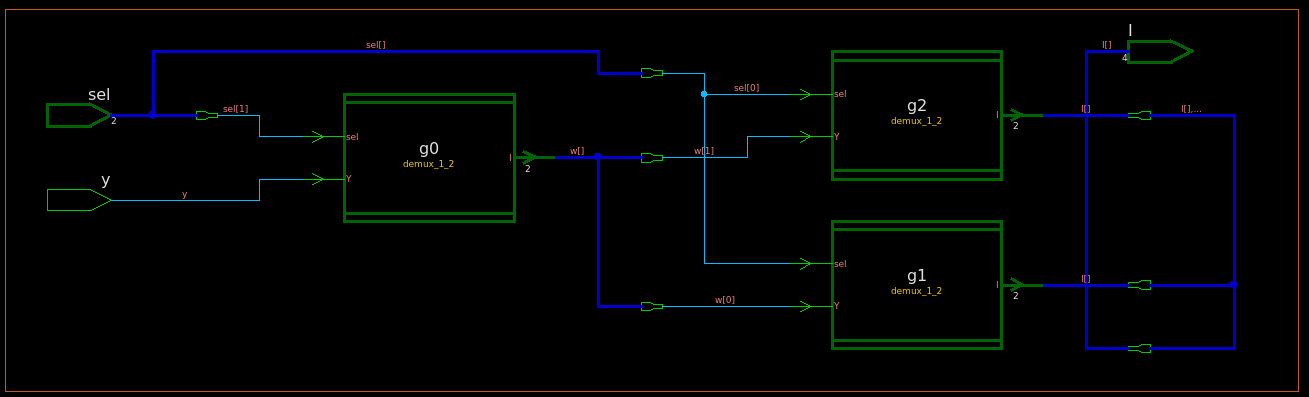 I
sel[]
I[]
4
sel[0]
sel
2
sel[1]
sel
g2
demux_1_2
I
2
I[]
I[],...
sel
g0
demux_1_2
Y
w[]
w[1]
I
2
y
y
Y
sel
g1
demux_1_2
I
2
I[]
w[0]
Y